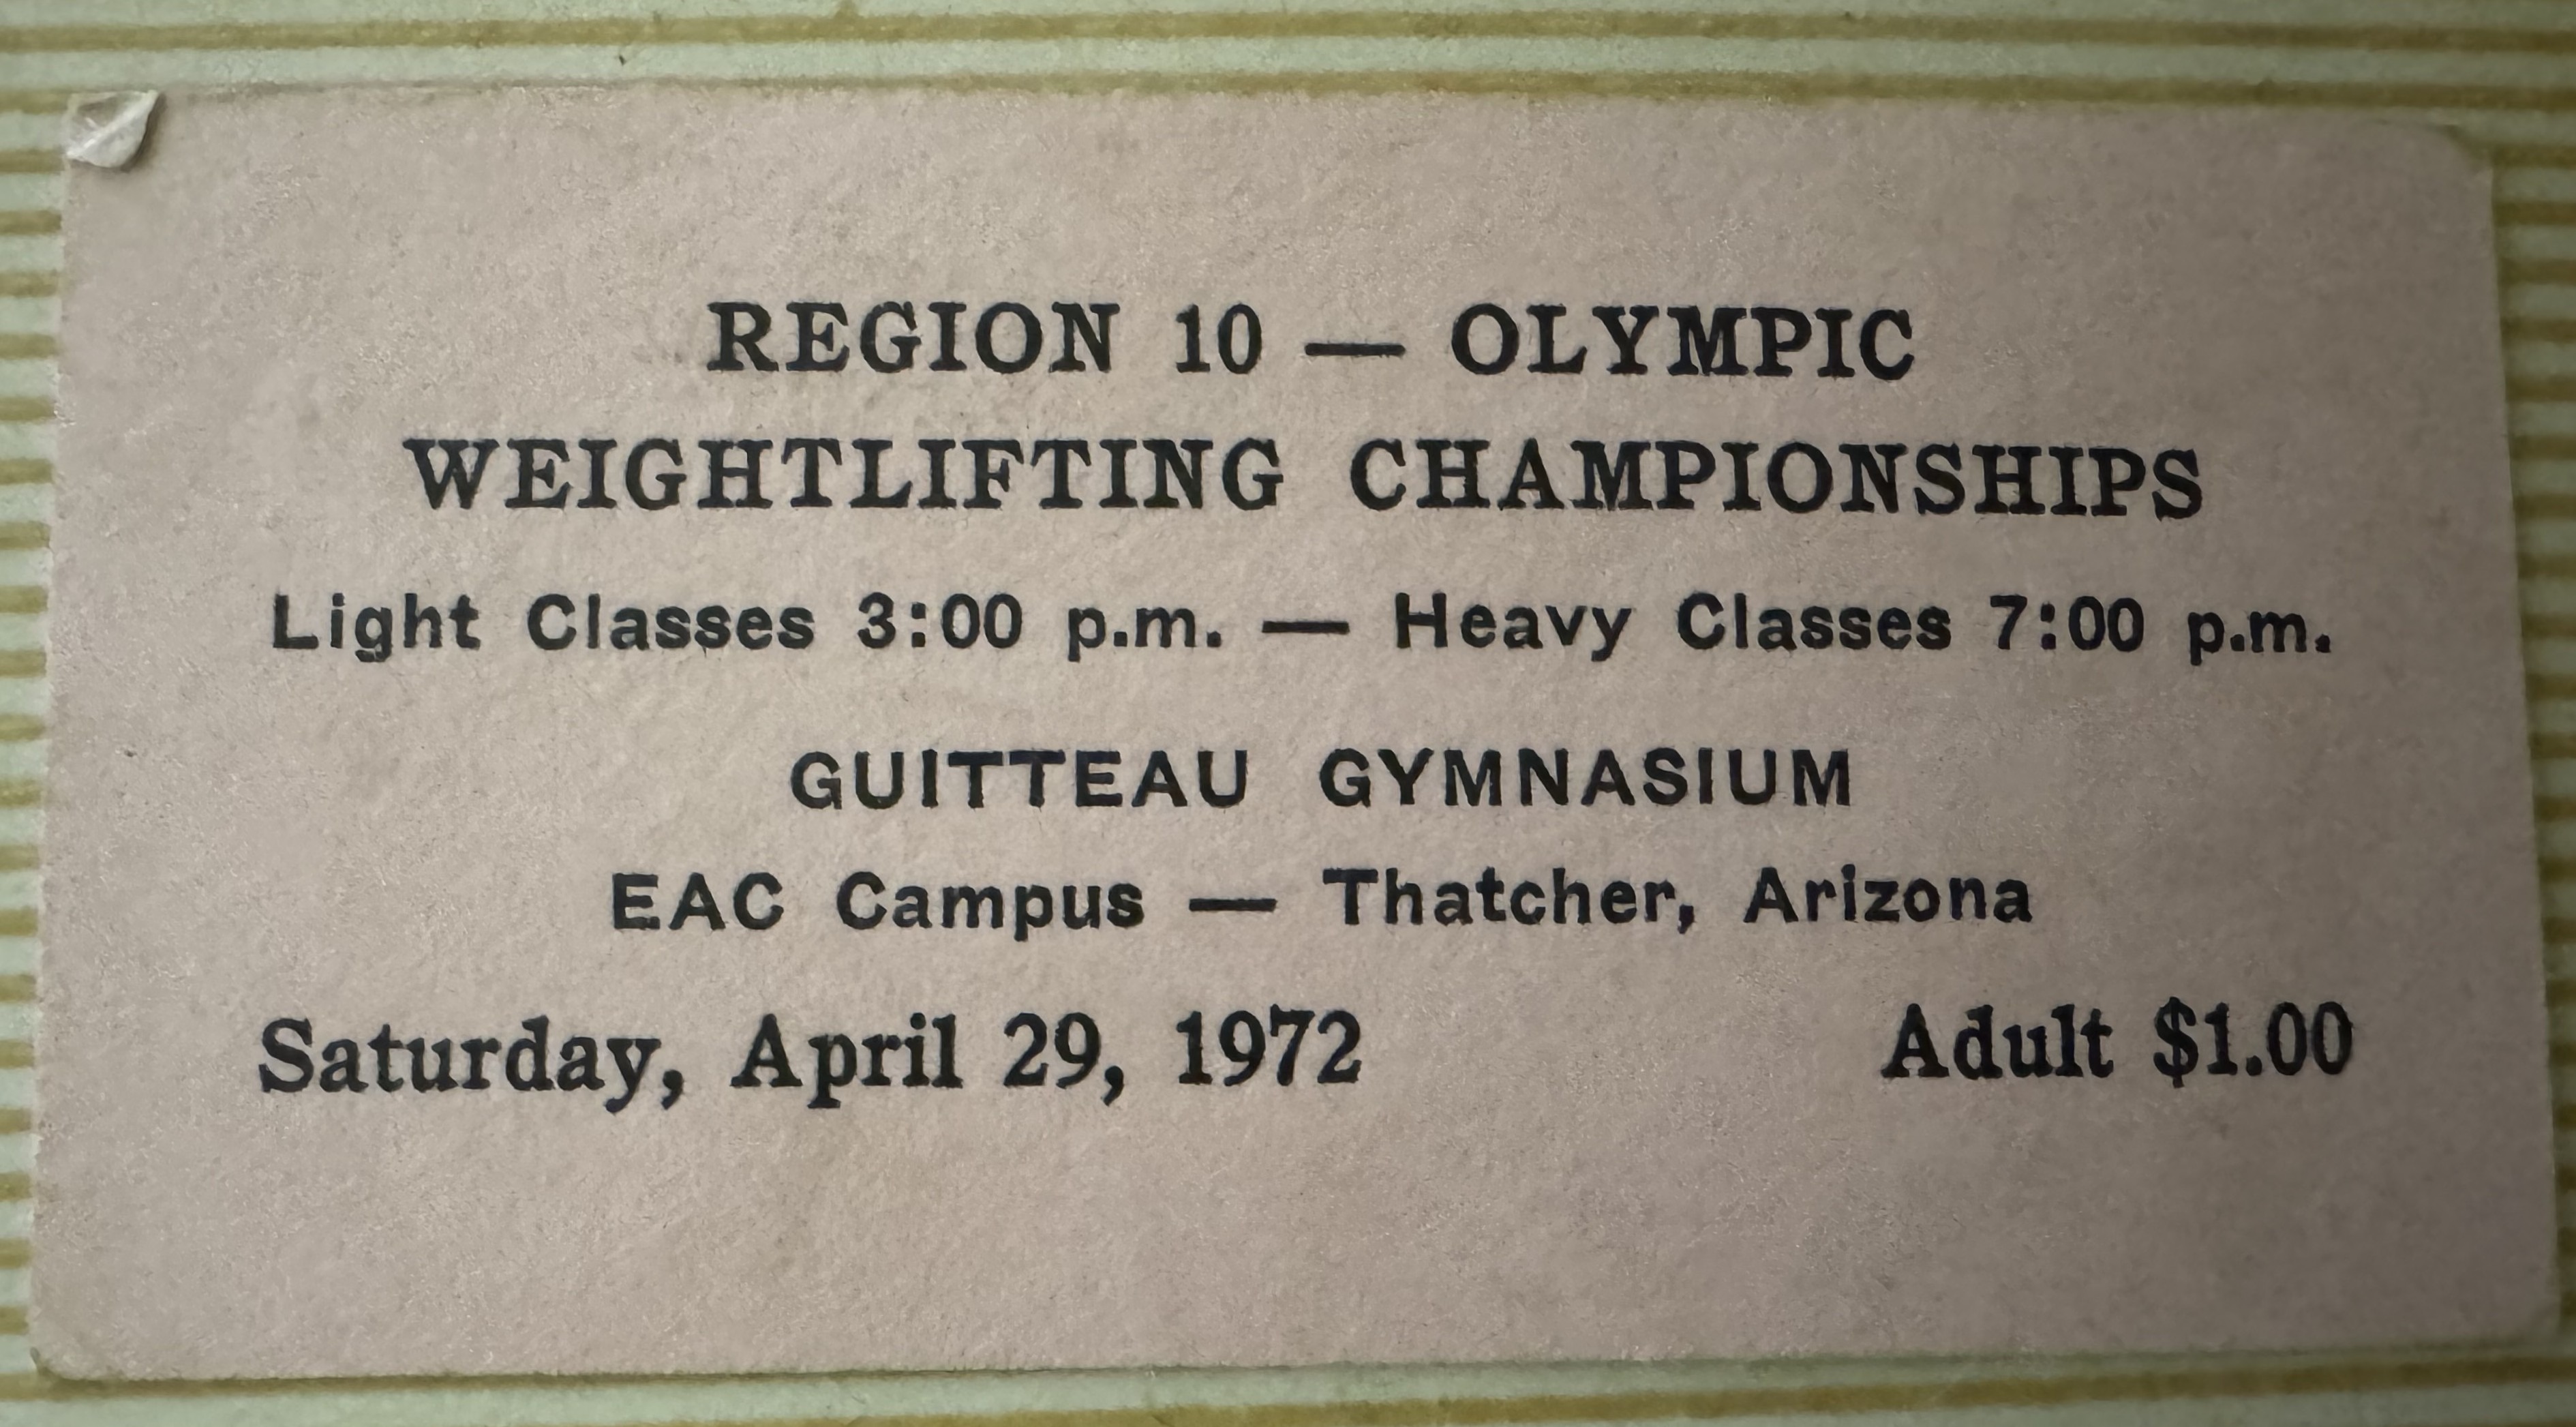 REGION 10 — OLYMPIC
WEIGHTLIFTING CHAMPIONSHIPS
Light Classes 3:00 p.m. — Heavy Classes 7:00 p.m.
GUITTEAU GYMNASIUM
EAC Campus — Thatcher, Arizona
Saturday, April 29, 1972 Adult $1.00